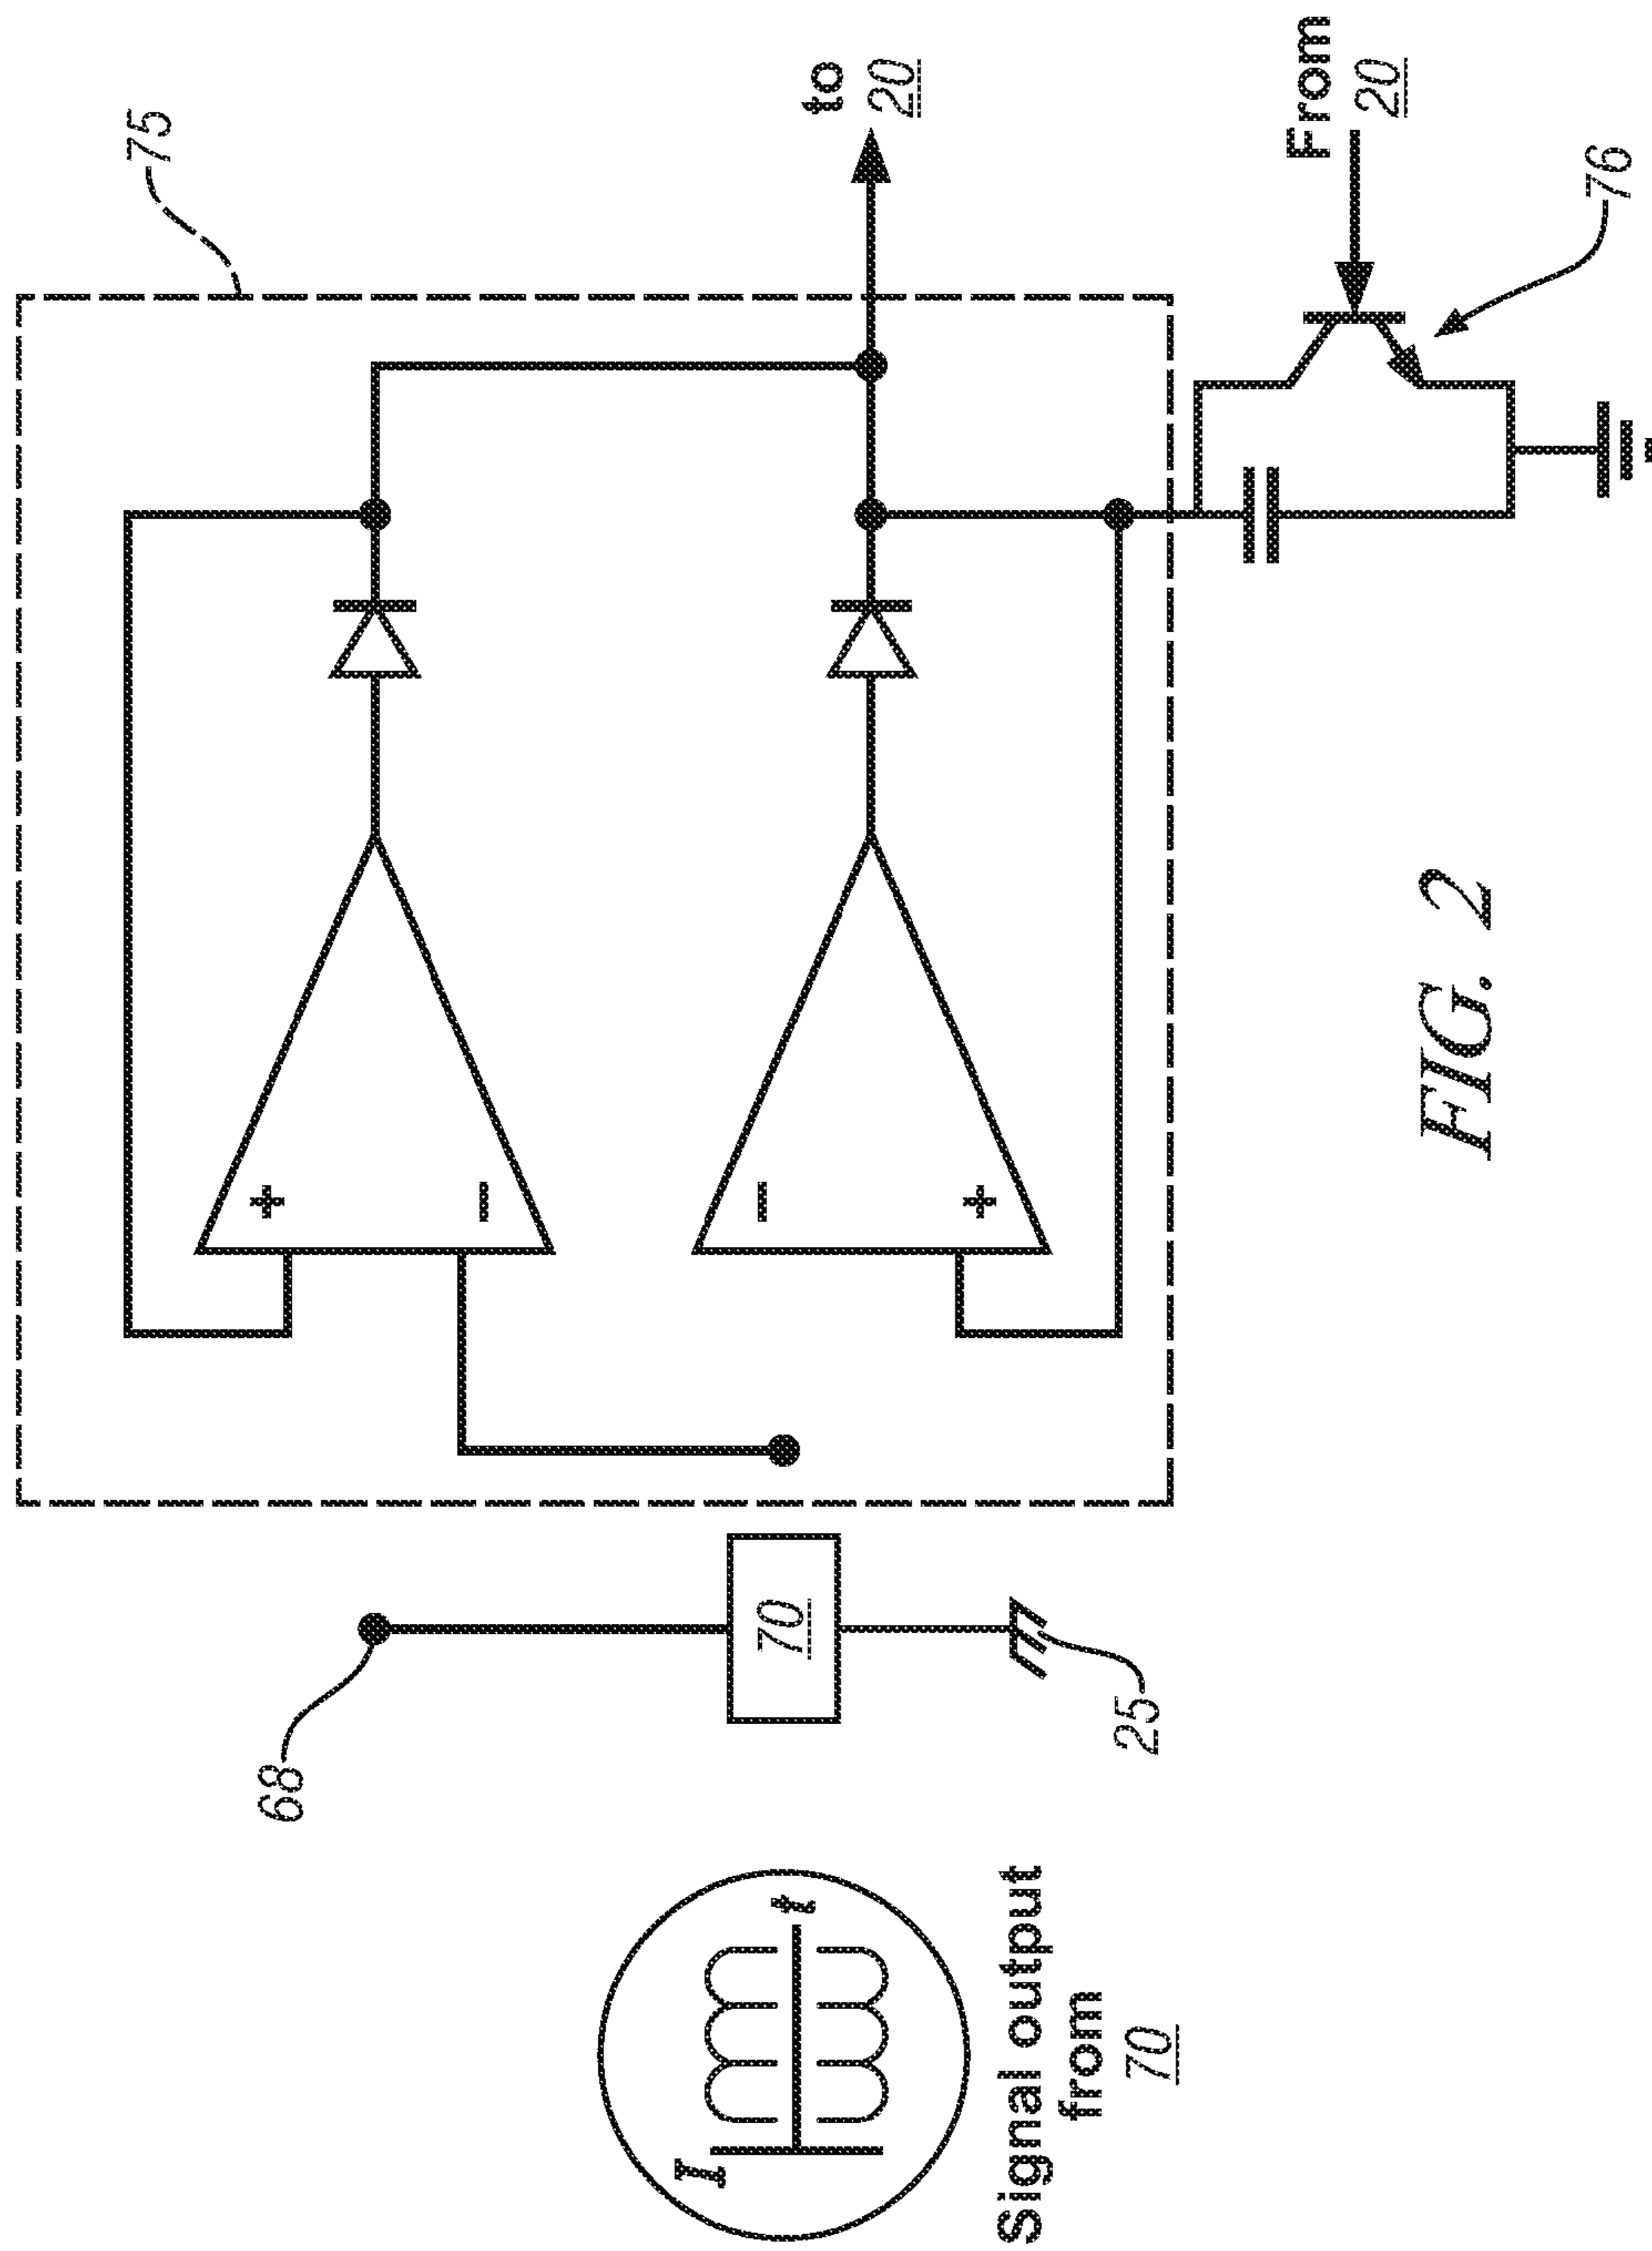 75
to
20
From
20
76
+
−
−
+
68
70
25
I
t
Signal output
from
70
FIG. 2